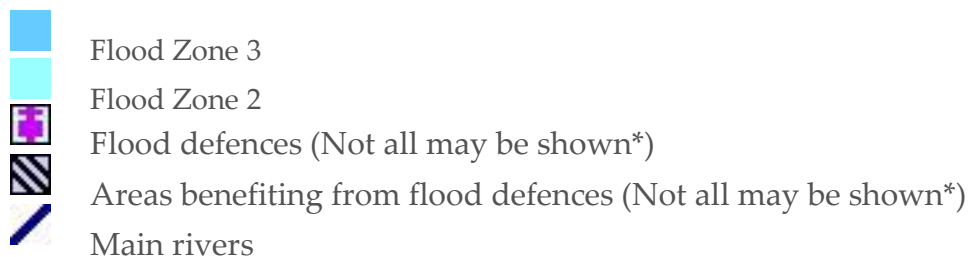 Flood Zone 3
Flood Zone 2
Flood defences (Not all may be shown*)
Areas benefiting from flood defences (Not all may be shown*)
Main rivers